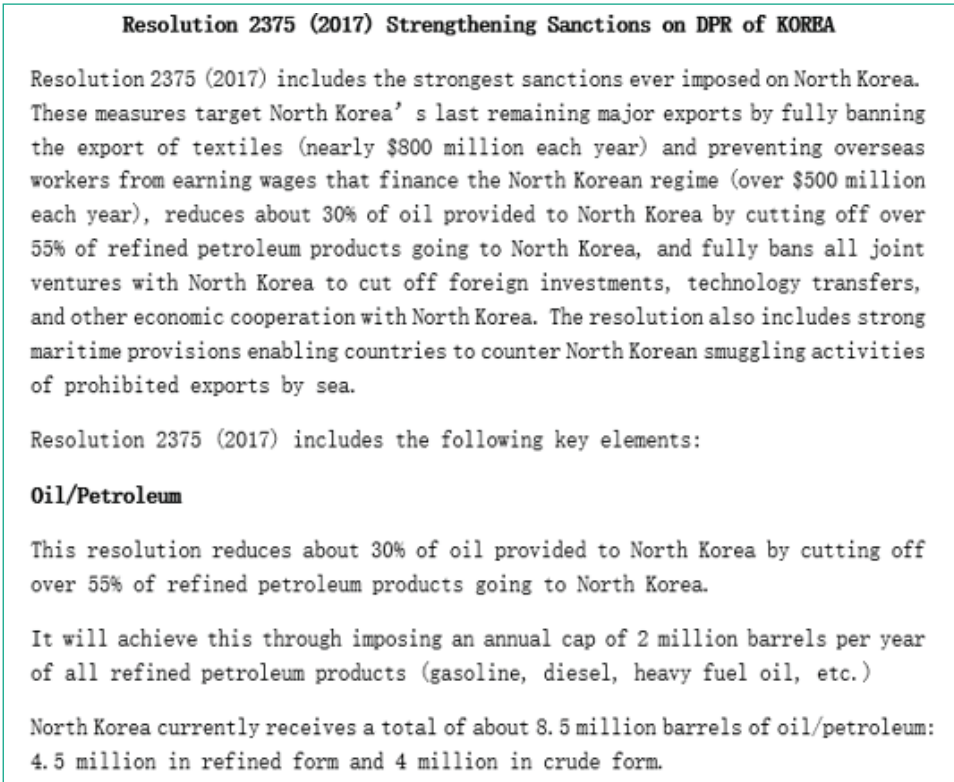 Resolution 2375 (2017) Strengthening Sanctions on DPR of KOREA
Resolution 2375 (2017) includes the strongest sanctions ever imposed on North Korea.
These measures target North Korea’s last remaining major exports by fully banning
the export of textiles (nearly $800 million each year) and preventing overseas
workers from earning wages that finance the North Korean regime (over $500 million
each year), reduces about 30% of oil provided to North Korea by cutting off over
55% of refined petroleum products going to North Korea, and fully bans all joint
ventures with North Korea to cut off foreign investments, technology transfers,
and other economic cooperation with North Korea. The resolution also includes strong
maritime provisions enabling countries to counter North Korean smuggling activities
of prohibited exports by sea.
Resolution 2375 (2017) includes the following key elements:
Oil/Petroleum
This resolution reduces about 30% of oil provided to North Korea by cutting off
over 55% of refined petroleum products going to North Korea.
It will achieve this through imposing an annual cap of 2 million barrels per year
of all refined petroleum products (gasoline, diesel, heavy fuel oil, etc.)
North Korea currently receives a total of about 8.5 million barrels of oil/petroleum:
4.5 million in refined form and 4 million in crude form.